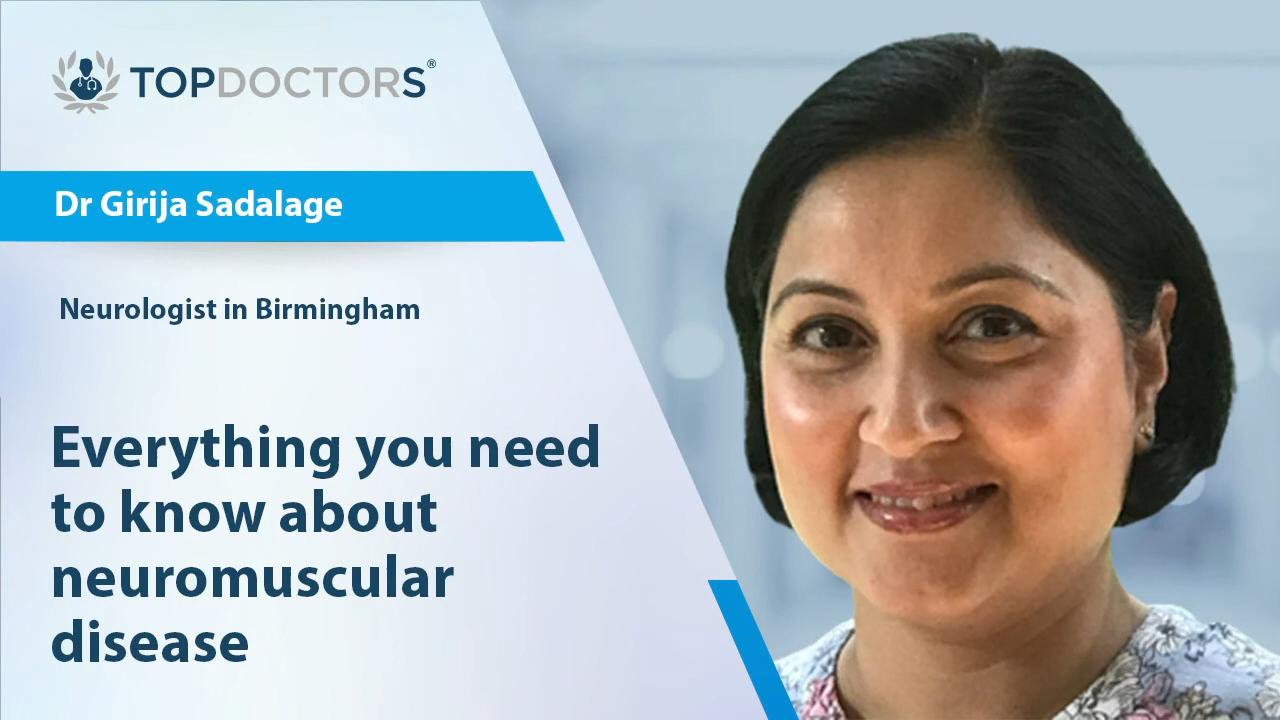 TOPDOCTORS®
Dr Girija Sadalage
Neurologist in Birmingham
Everything you need
to know about
neuromuscular
disease